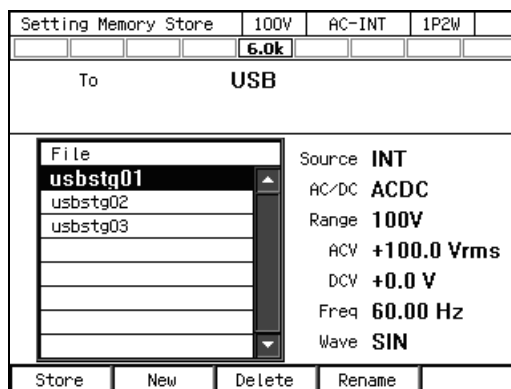 Setting Memory Store 100V AC-INT 1P2W
6.0k
To USB
File
usbstg01
usbstg02
usbstg03
Source INT
AC/DC ACDC
Range 100V
ACV +100.0 Vrms
DCV +0.0 V
Freq 60.00 Hz
Wave SIN
Store New Delete Rename